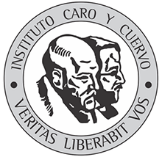 INSTITUTO CARO Y CUERVO
VERITAS LIBERABIT VOS